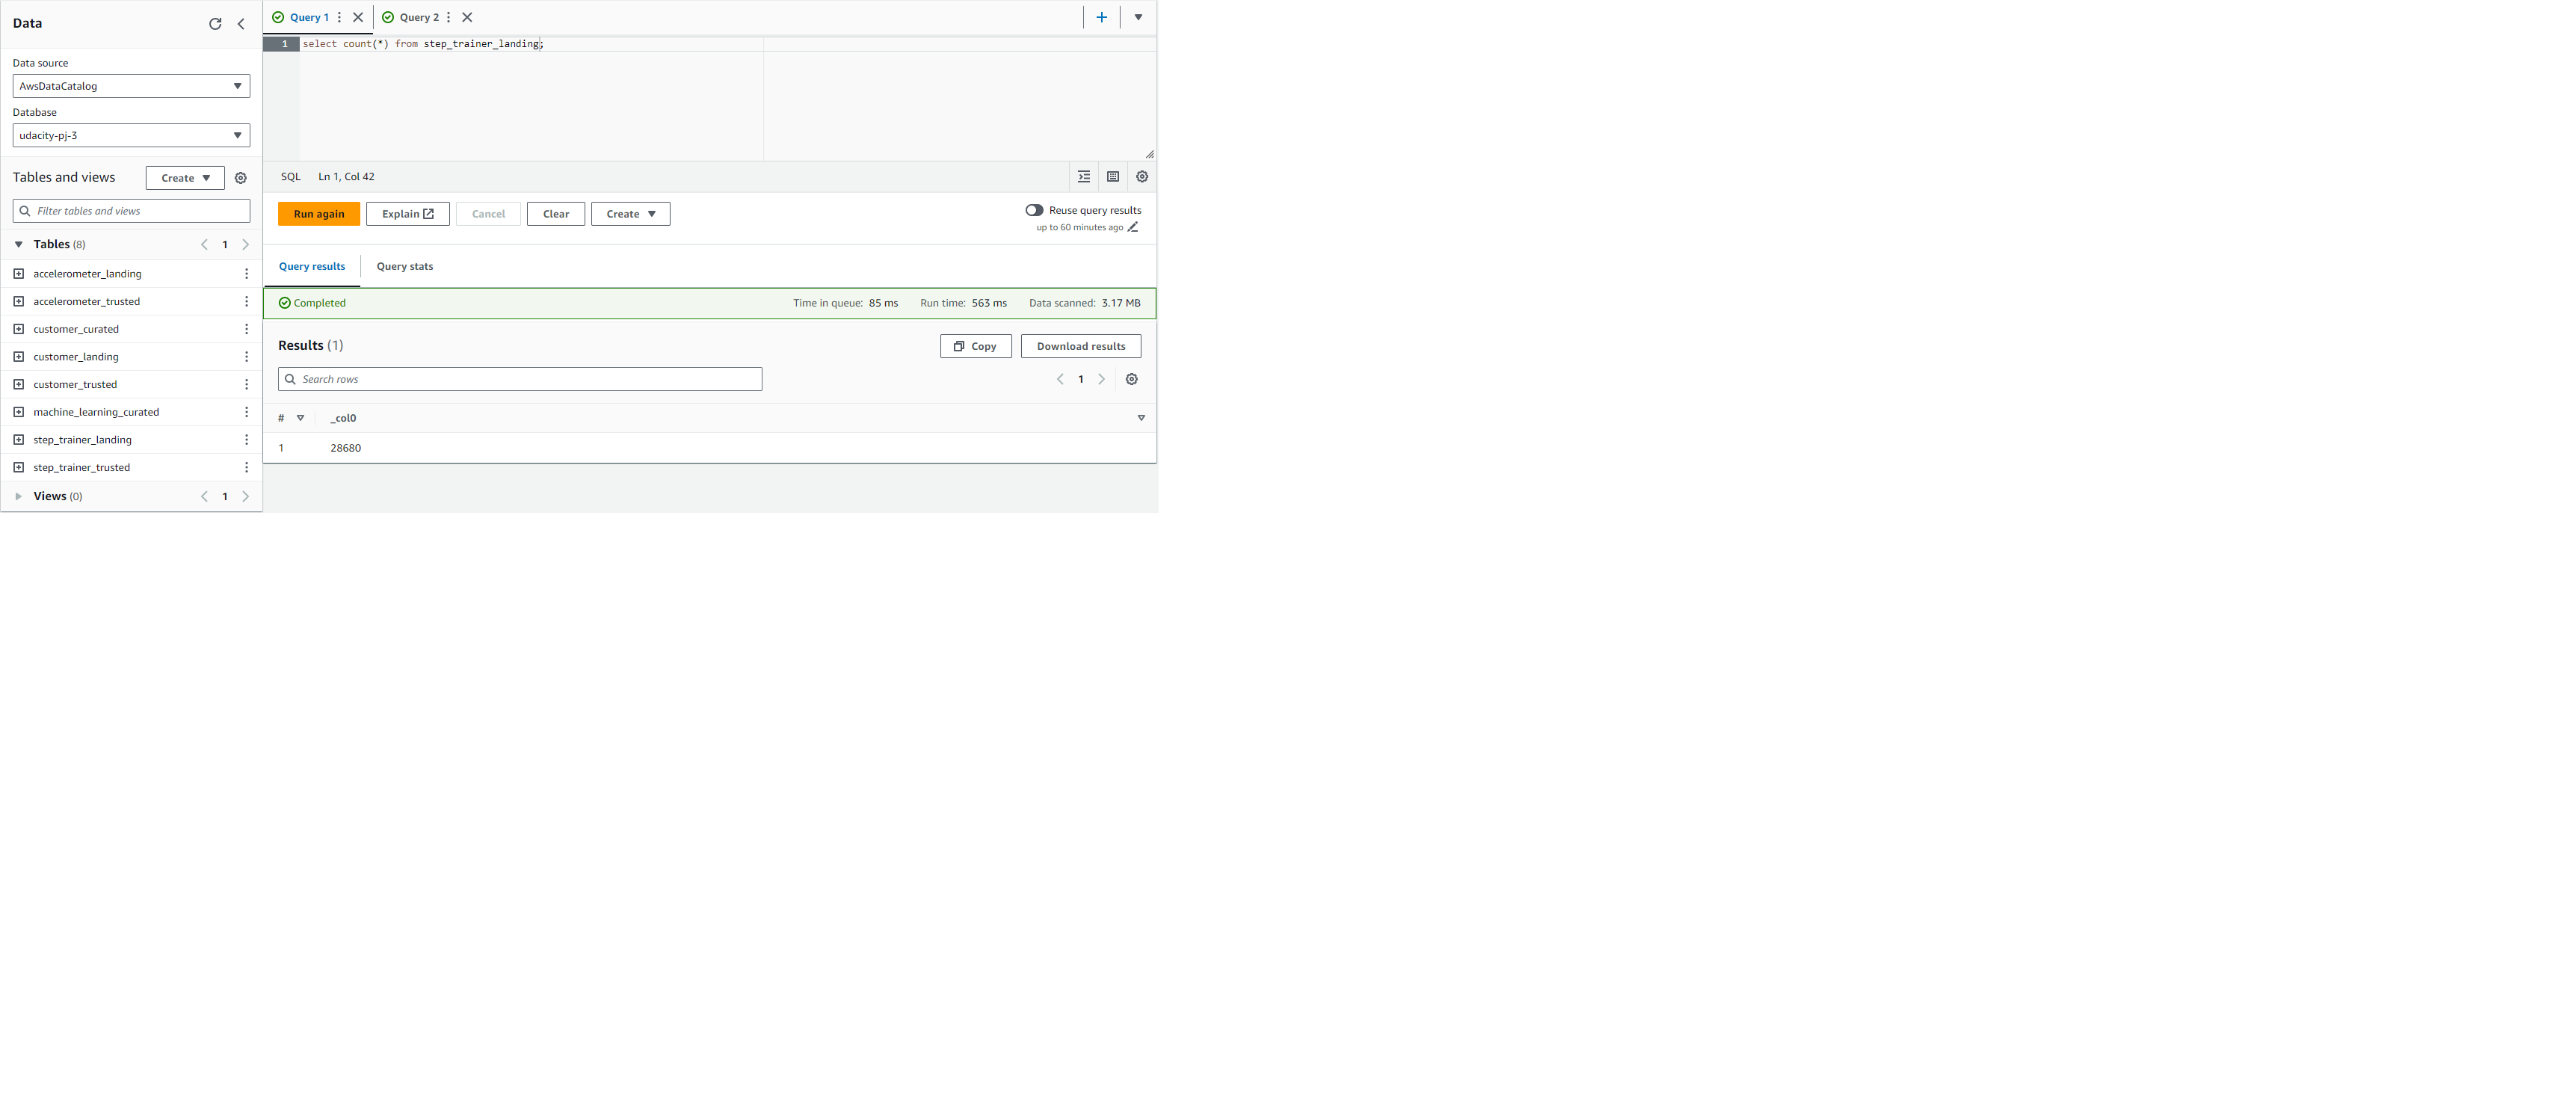 Data
Data source
AwsDataCatalog
Database
udacity-pj-3
Tables and views
Create
Filter tables and views
Tables (8)
1
accelerometer_landing
accelerometer_trusted
customer_curated
customer_landing
customer_trusted
machine_learning_curated
step_trainer_landing
step_trainer_trusted
Views (0)
1
Query 1
Query 2
1 select count(*) from step_trainer_landing;
SQL Ln 1, Col 42
Run again Explain Cancel Clear Create
Reuse query results
up to 60 minutes ago
Query results Query stats
Completed Time in queue: 85 ms Run time: 563 ms Data scanned: 3.17 MB
Results (1) Copy Download results
Search rows 1
# _col0
1 28680